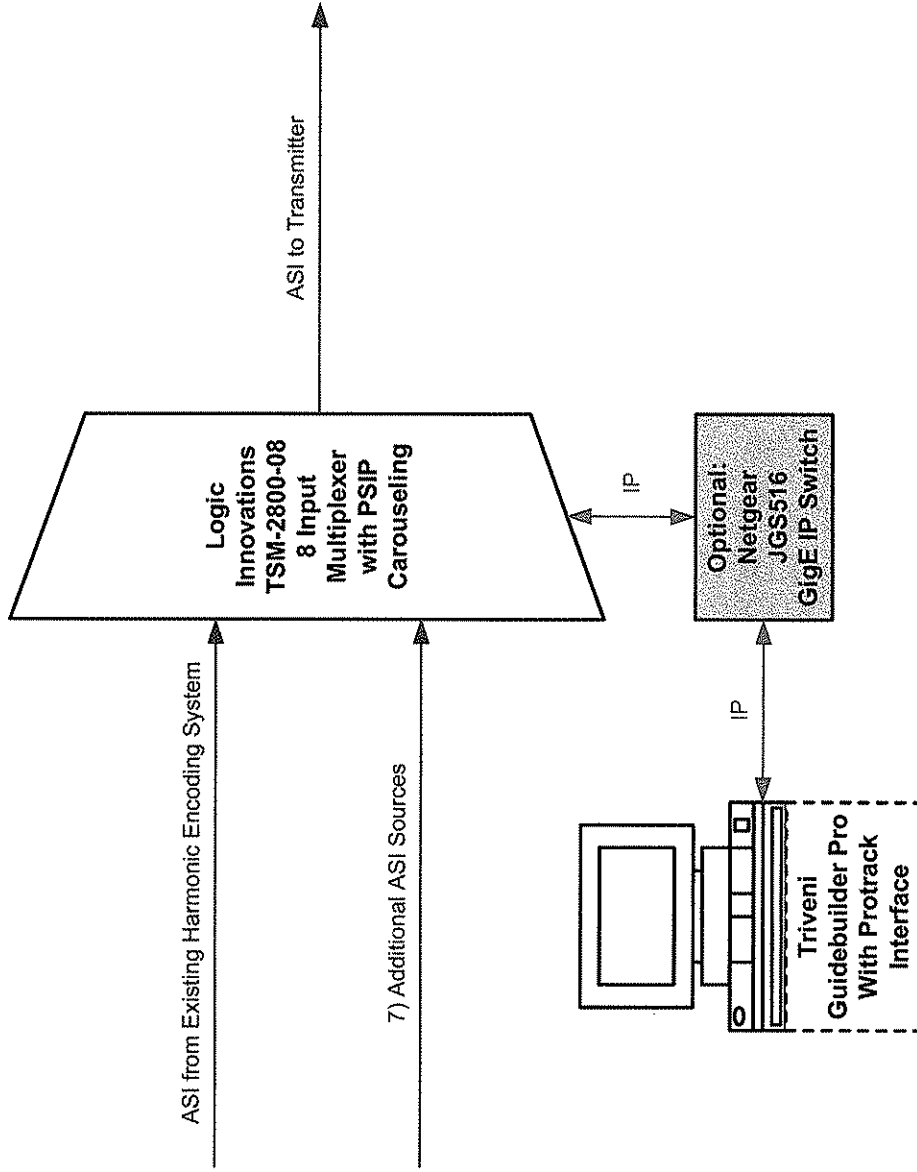 ASI from Existing Harmonic Encoding System
7) Additional ASI Sources
Logic
Innovations
TSM-2800-08
8 Input
Multiplexer
with PSIP
Carouseling
ASI to Transmitter
IP
Optional:
Netgear
JGS516
GigE IP Switch
IP
Triveni
Guidebuilder Pro
With Protrack
Interface